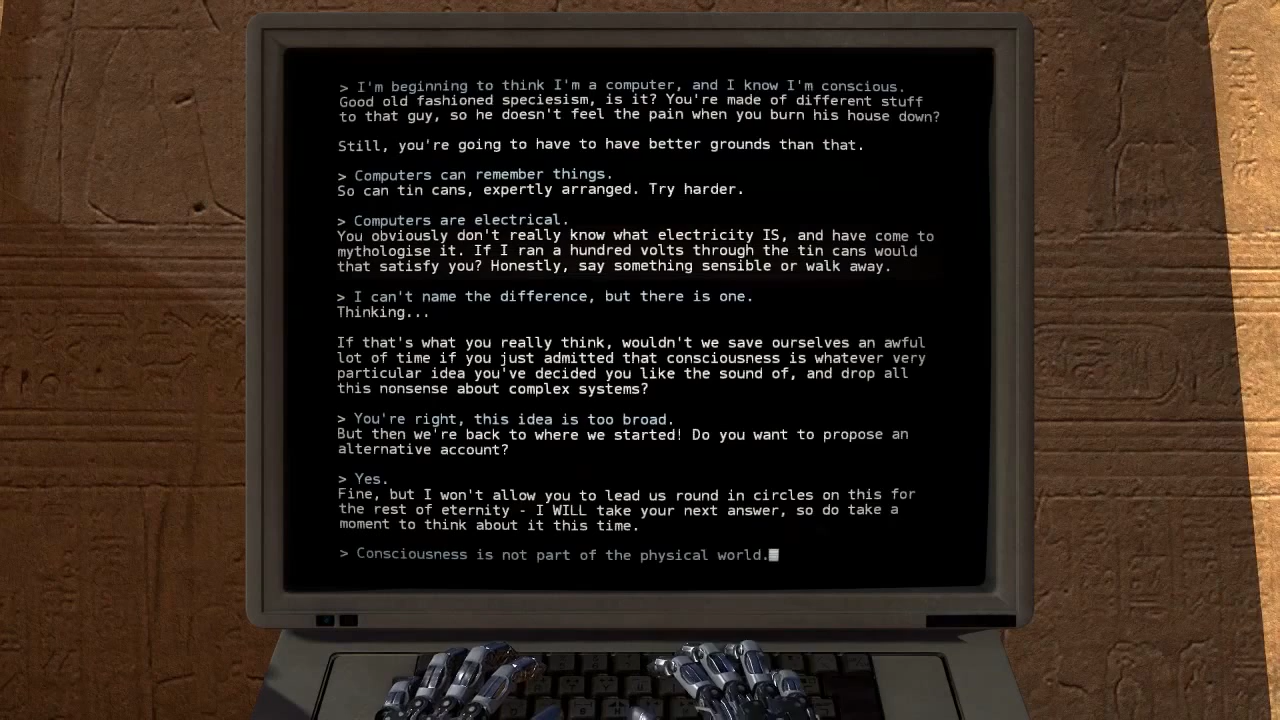 > I'm beginning to think I'm a computer, and I know I'm conscious.
Good old fashioned speciesism, is it? You're made of different stuff
to that guy, so he doesn't feel the pain when you burn his house down?
Still, you're going to have to have better grounds than that.
> Computers can remember things.
So can tin cans, expertly arranged. Try harder.
> Computers are electrical.
You obviously don't really know what electricity IS, and have come to
mythologise it. If I ran a hundred volts through the tin cans would
that satisfy you? Honestly, say something sensible or walk away.
> I can't name the difference, but there is one.
Thinking...
If that's what you really think, wouldn't we save ourselves an awful
lot of time if you just admitted that consciousness is whatever very
particular idea you've decided you like the sound of, and drop all
this nonsense about complex systems?
> You're right, this idea is too broad.
But then we're back to where we started! Do you want to propose an
alternative account?
> Yes.
Fine, but I won't allow you to lead us round in circles on this for
the rest of eternity - I WILL take your next answer, so do take a
moment to think about it this time.
> Consciousness is not part of the physical world.